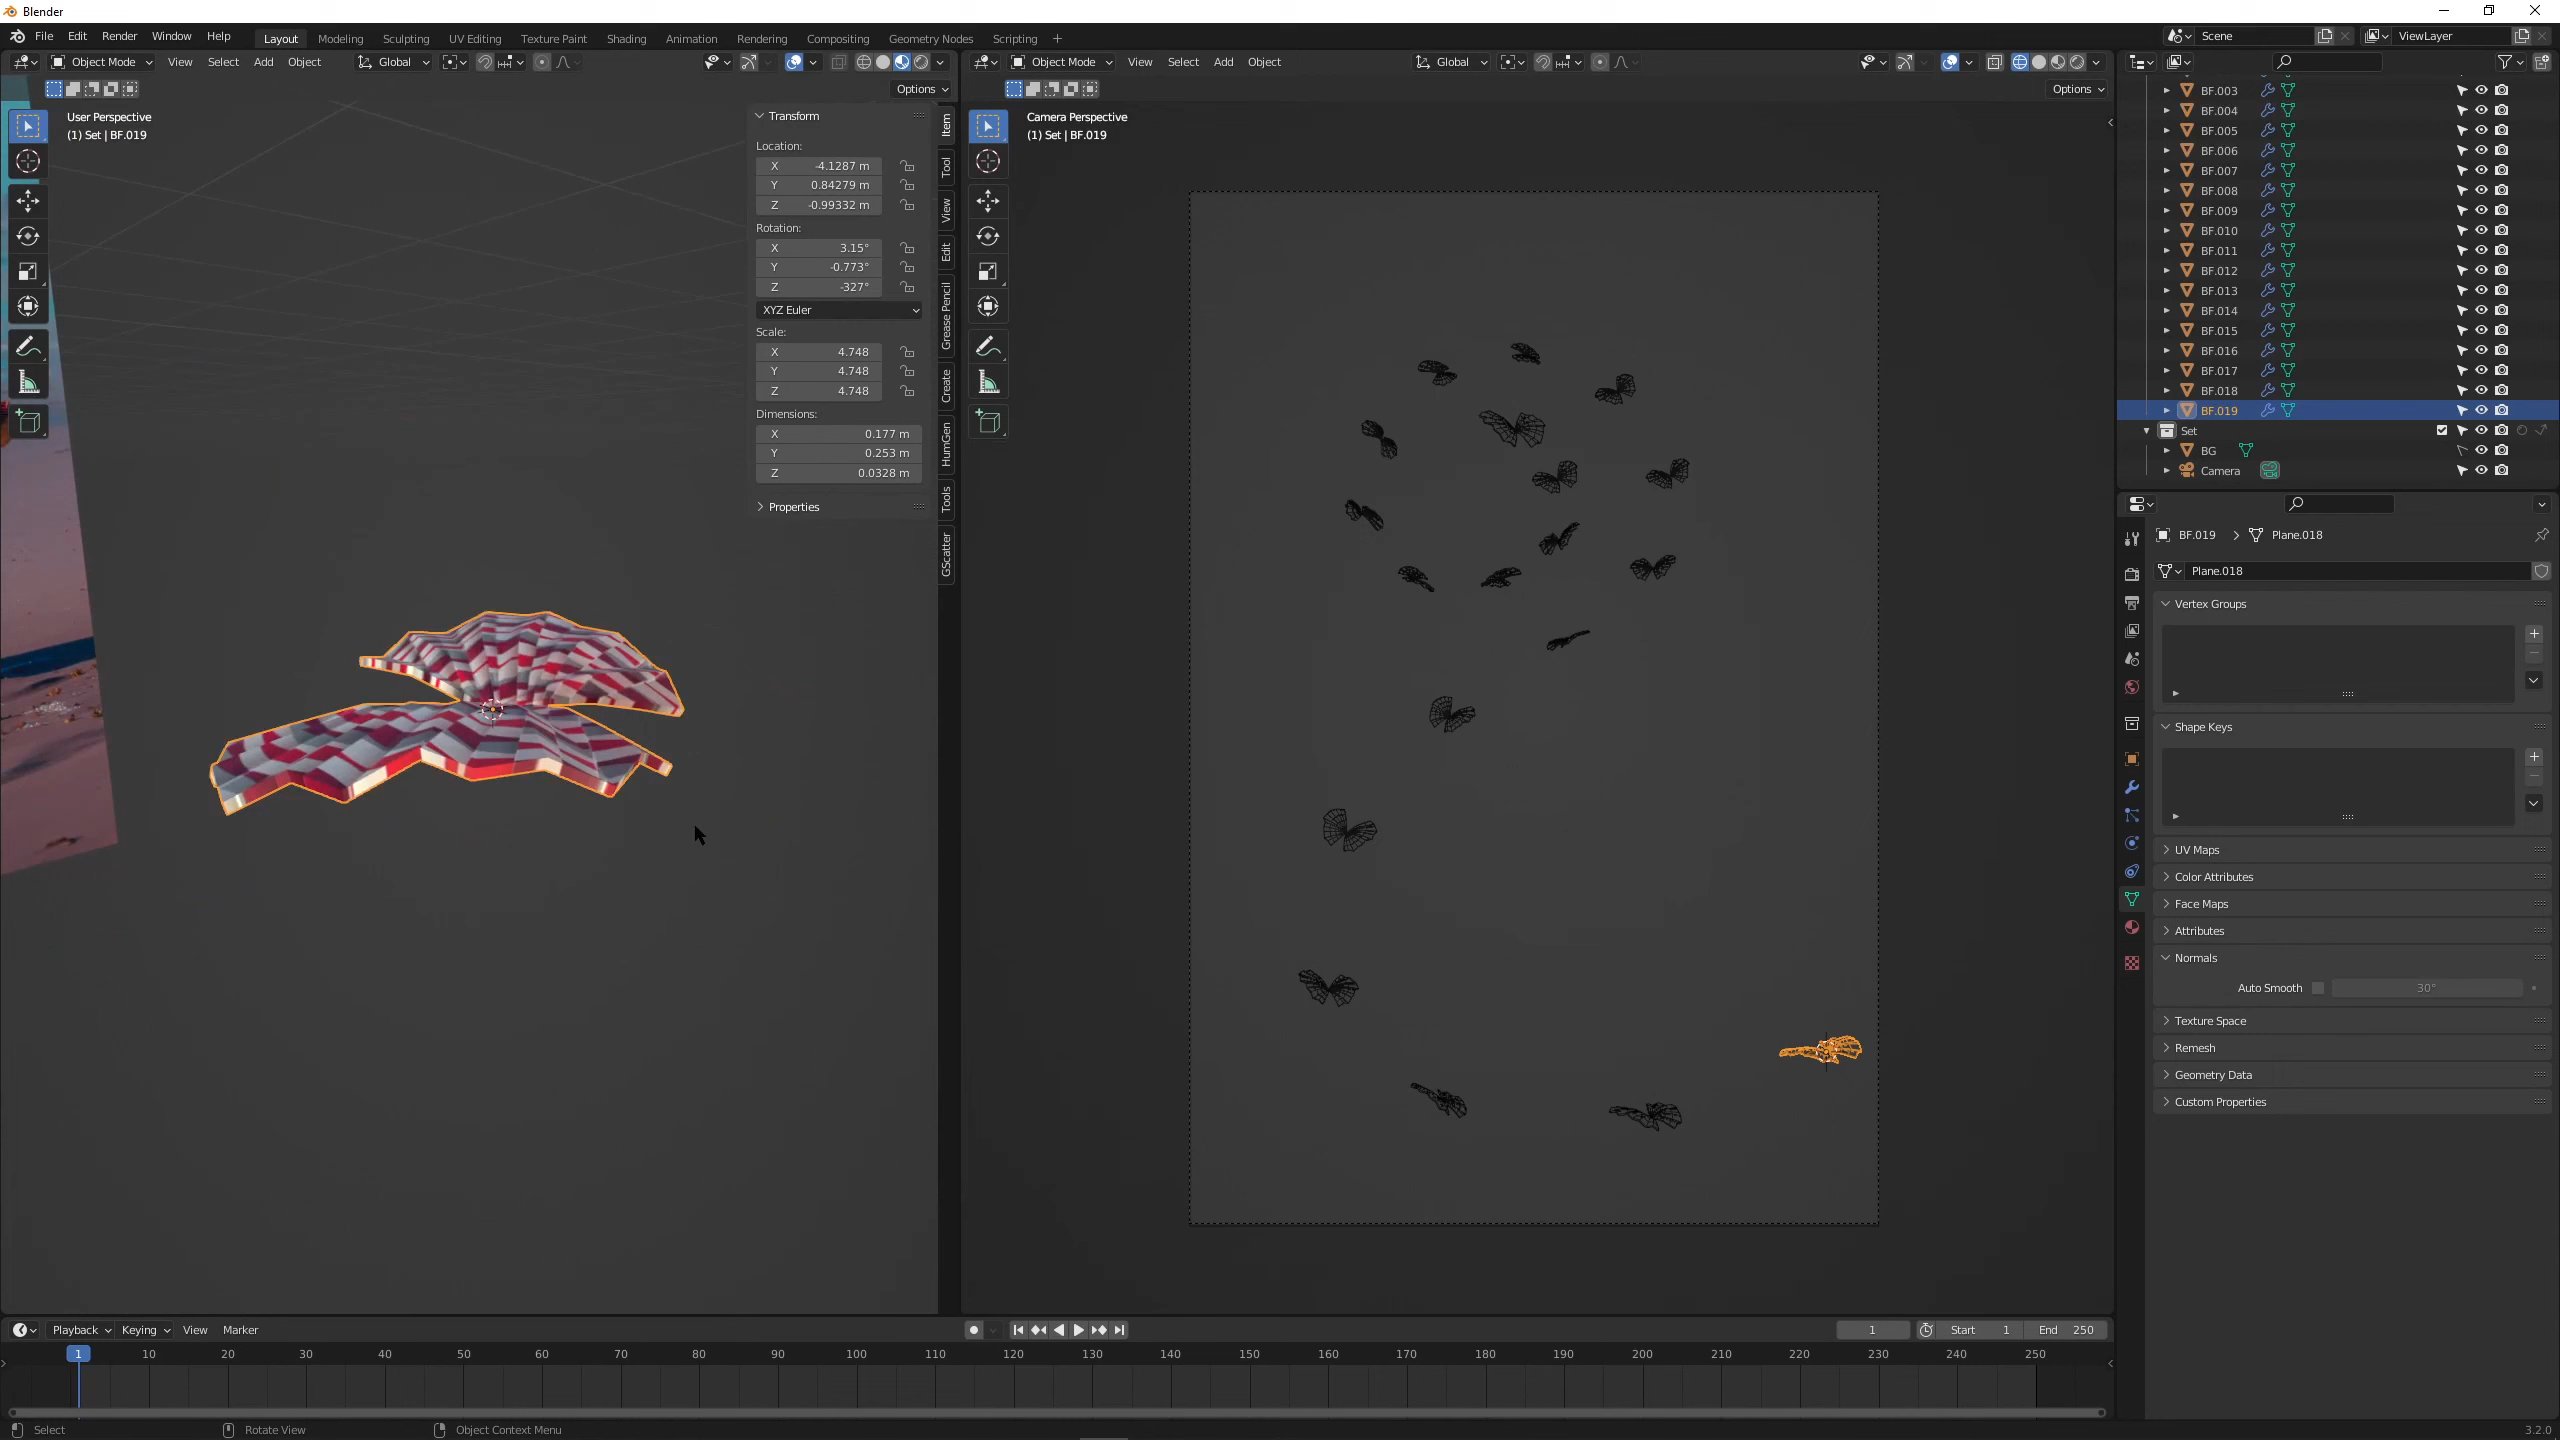 Blender
File Edit Render Window Help Layout Modeling Sculpting UV Editing Texture Paint Shading Animation Rendering Compositing Geometry Nodes Scripting + Scene ViewLayer
Object Mode View Select Add Object Global
Options
User Perspective
(1) Set | BF.019
Transform
Location:
X -4.1287 m
Y 0.84279 m
Z -0.99332 m
Rotation:
X 3.15°
Y -0.773°
Z -327°
XYZ Euler
Scale:
X 4.748
Y 4.748
Z 4.748
Dimensions:
X 0.177 m
Y 0.253 m
Z 0.0328 m
Properties
Item
Tool
View
Edit
Grease Pencil
Create
HumGen
Tools
GScatter
Object Mode View Select Add Object Global
Options
Camera Perspective
(1) Set | BF.019
BF.003
BF.004
BF.005
BF.006
BF.007
BF.008
BF.009
BF.010
BF.011
BF.012
BF.013
BF.014
BF.015
BF.016
BF.017
BF.018
BF.019
Set
BG
Camera
BF.019 > Plane.018
Plane.018
Vertex Groups
Shape Keys
UV Maps
Color Attributes
Face Maps
Attributes
Normals
Auto Smooth 30°
Texture Space
Remesh
Geometry Data
Custom Properties
Playback Keying View Marker 1 Start 1 End 250
1 10 20 30 40 50 60 70 80 90 100 110 120 130 140 150 160 170 180 190 200 210 220 230 240 250
Select Rotate View Object Context Menu 3.2.0